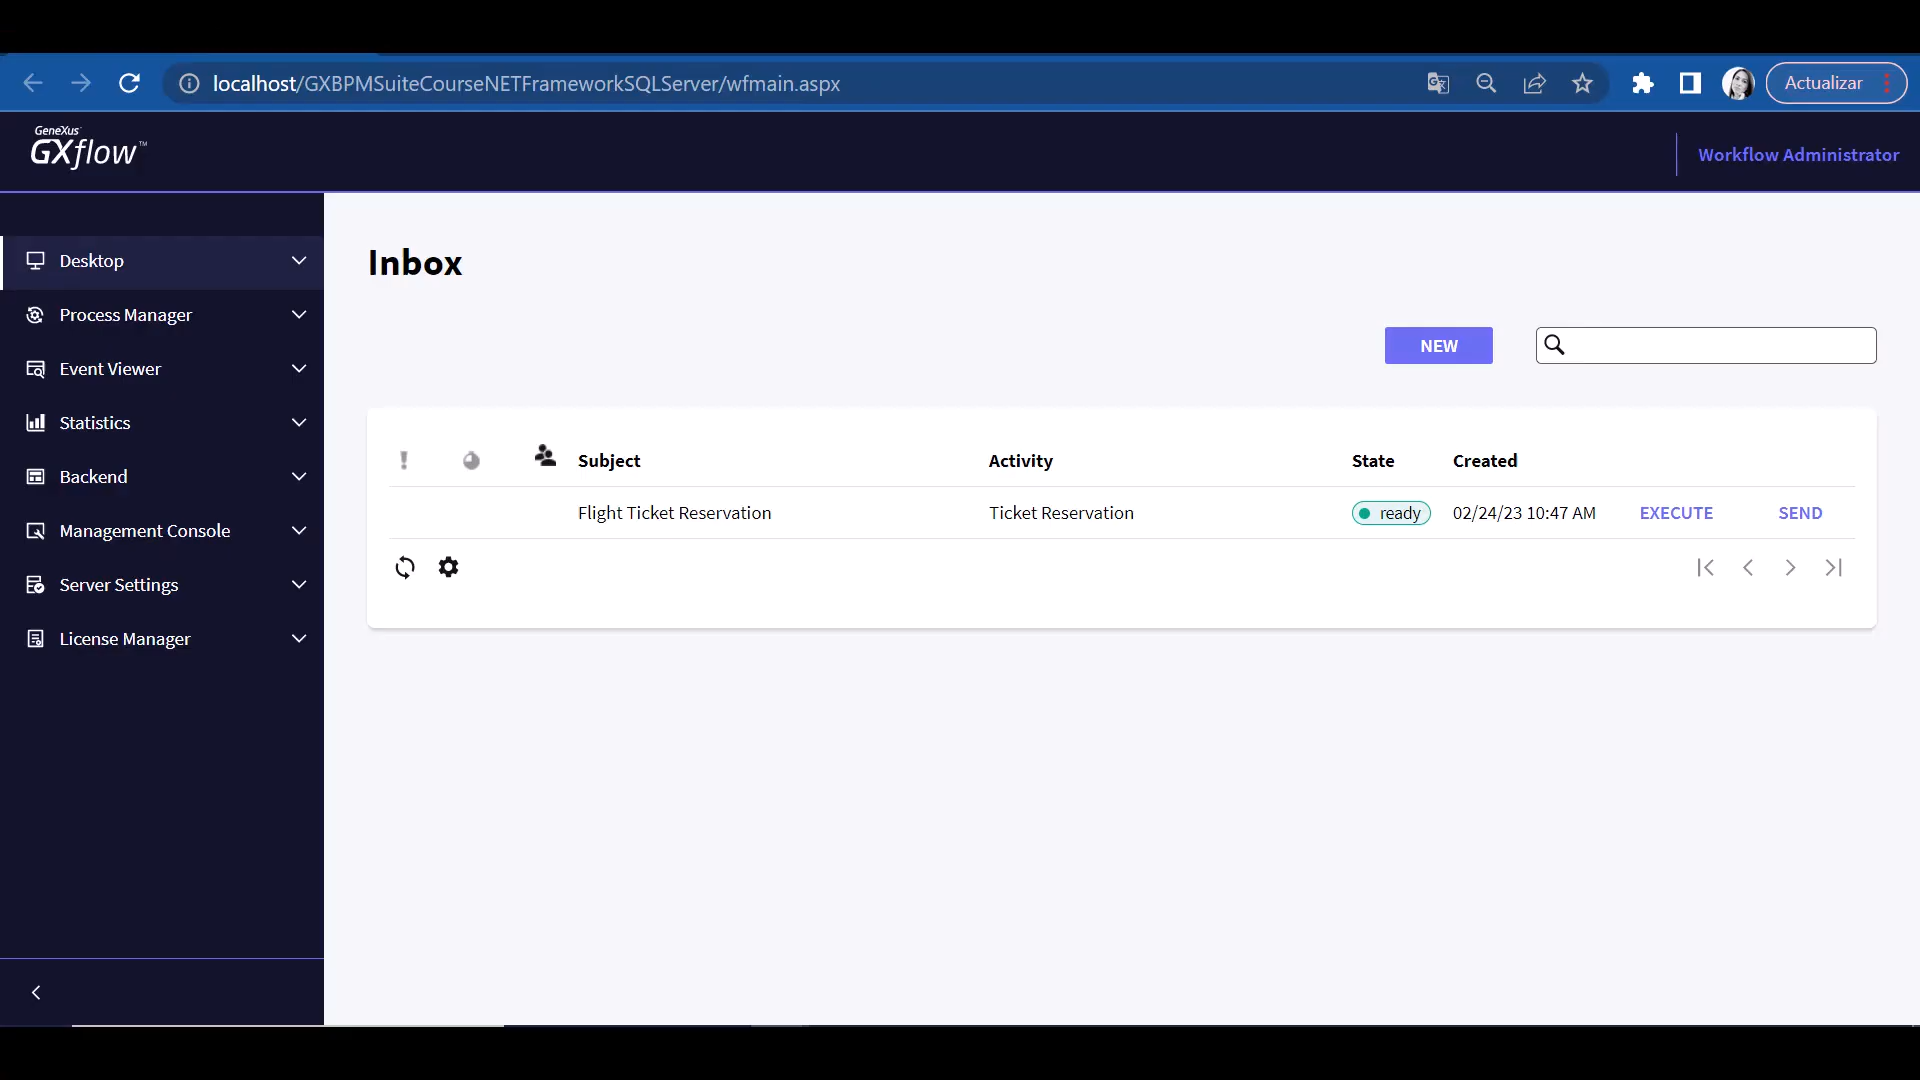 localhost/GXBPMSuiteCourseNETFrameworkSQLServer/wfmain.aspx
Actualizar
GeneXus
GXflow™
Workflow Administrator
Desktop
Process Manager
Event Viewer
Statistics
Backend
Management Console
Server Settings
License Manager
Inbox
NEW
Subject Activity State Created
Flight Ticket Reservation Ticket Reservation ready 02/24/23 10:47 AM EXECUTE SEND